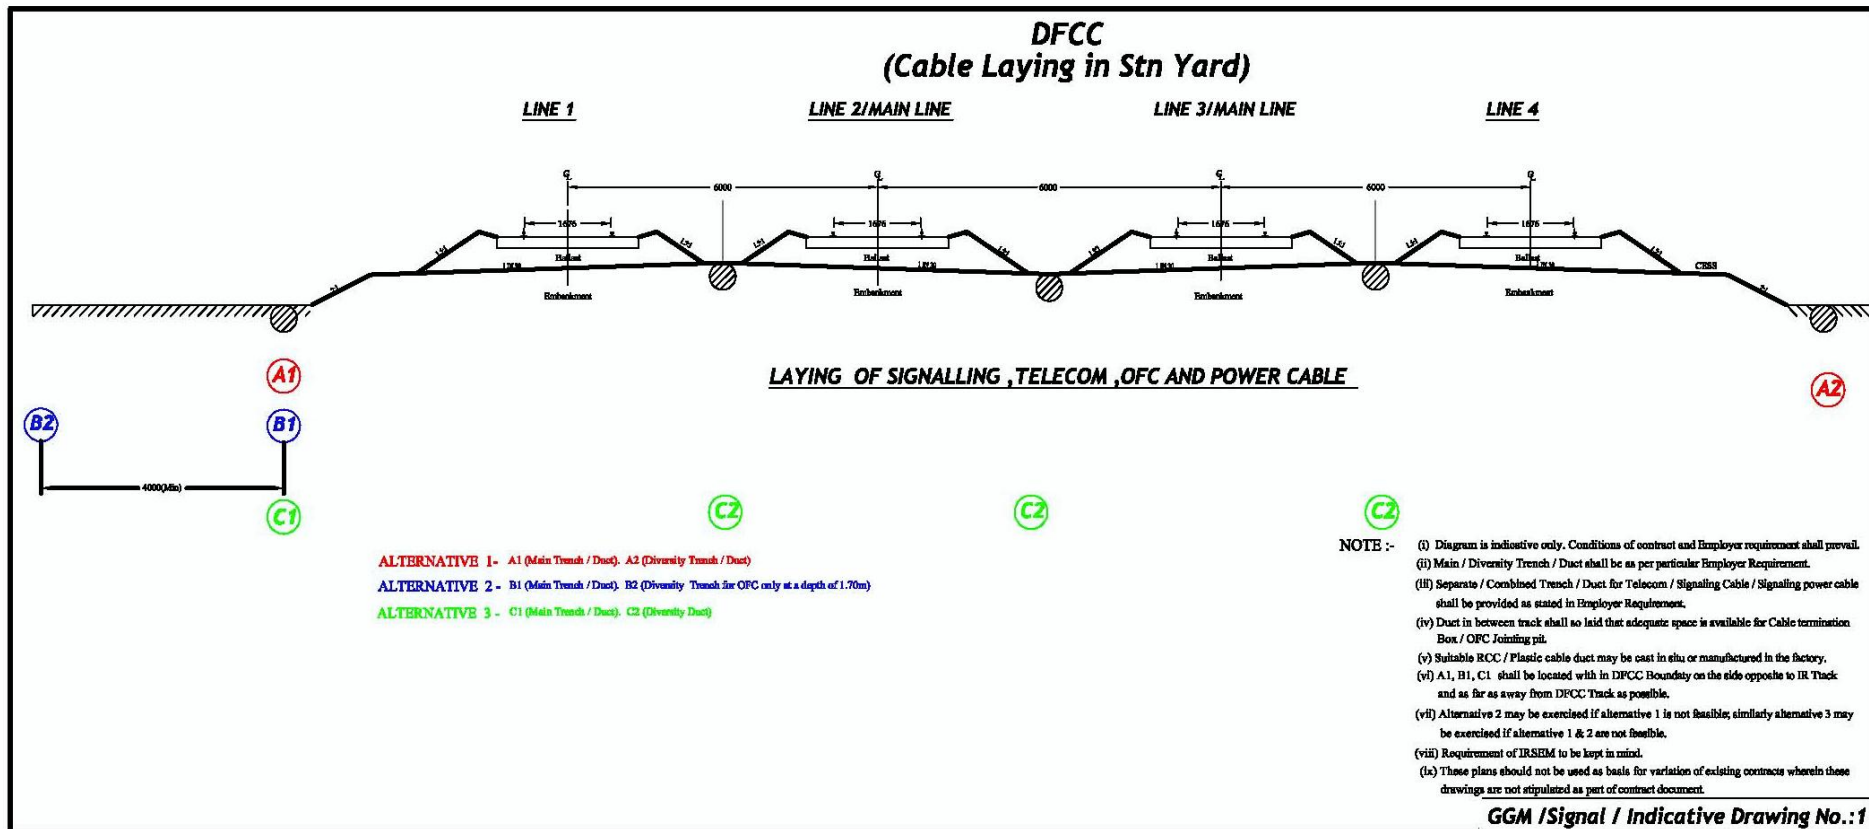 DFCC
(Cable Laying in Stn Yard)
LINE 1
LINE 2/MAIN LINE
LINE 3/MAIN LINE
LINE 4
6000
6000
6000
1676
1676
1676
1676
Ballast
Ballast
Ballast
Ballast
CESS
Embankment
Embankment
Embankment
Embankment
LAYING OF SIGNALLING ,TELECOM ,OFC AND POWER CABLE
A1
A2
B2
B1
4000(Min)
C1
C2
C2
C2
ALTERNATIVE 1- A1 (Main Trench / Duct). A2 (Diversity Trench / Duct)
ALTERNATIVE 2 - B1 (Main Trench / Duct). B2 (Diversity Trench for OFC only at a depth of 1.70m)
ALTERNATIVE 3 - C1 (Main Trench / Duct). C2 (Diversity Duct)
NOTE :- (i) Diagram is indicative only. Conditions of contract and Employer requirement shall prevail.
(ii) Main / Diversity Trench / Duct shall be as per particular Employer Requirement.
(iii) Separate / Combined Trench / Duct for Telecom / Signaling Cable / Signaling power cable
shall be provided as stated in Employer Requirement.
(iv) Duct in between track shall so laid that adequate space is available for Cable termination
Box / OFC Jointing pit.
(v) Suitable RCC / Plastic cable duct may be cast in situ or manufactured in the factory.
(vi) A1, B1, C1 shall be located with in DFCC Boundaty on the side opposite to IR Track
and as far as away from DFCC Track as possible.
(vii) Alternative 2 may be exercised if alternative 1 is not feasible; similarly alternative 3 may
be exercised if alternative 1 & 2 are not feasible.
(viii) Requirement of IRSEM to be kept in mind.
(ix) These plans should not be used as basis for variation of existing contracts wherein these
drawings are not stipulated as part of contract document.
GGM /Signal / Indicative Drawing No.:1